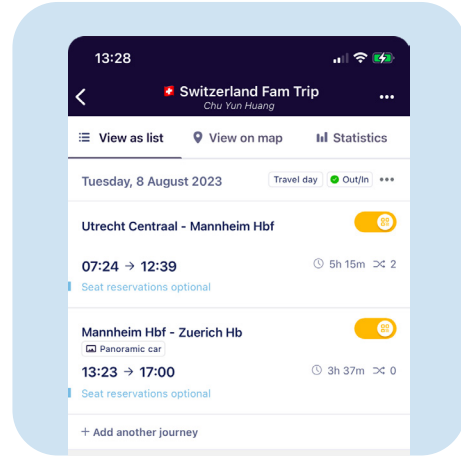 13:28
Switzerland Fam Trip
Chu Yun Huang
View as list View on map Statistics
Tuesday, 8 August 2023 Travel day Out/In
Utrecht Centraal - Mannheim Hbf
07:24 → 12:39 5h 15m 2
Seat reservations optional
Mannheim Hbf - Zuerich Hb
Panoramic car
13:23 → 17:00 3h 37m 0
Seat reservations optional
+ Add another journey